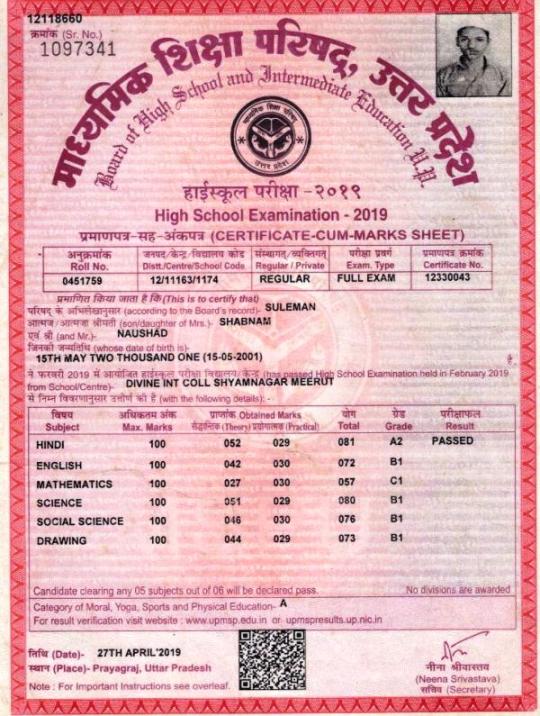 12118660
क्रमांक (Sr. No.)
1097341
माध्यमिक शिक्षा परिषद्, उत्तर प्रदेश
Board of High School and Intermediate Education U.P.
माध्यमिक शिक्षा परिषद
उत्तर प्रदेश
हाईस्कूल परीक्षा - २०१९
High School Examination - 2019
प्रमाणपत्र-सह-अंकपत्र (CERTIFICATE-CUM-MARKS SHEET)
अनुक्रमांक जनपद/केन्द्र/विद्यालय कोड संस्थागत/व्यक्तिगत परीक्षा प्रवर्ग प्रमाणपत्र क्रमांक
Roll No. Distt./Centre/School Code Regular / Private Exam. Type Certificate No.
0451759 12/11163/1174 REGULAR FULL EXAM 12330043
प्रमाणित किया जाता है कि (This is to certify that)
परिषद के अभिलेखानुसार (according to the Board's record)- SULEMAN
आत्मज/आत्मजा श्रीमती (son/daughter of Mrs.)- SHABNAM
एवं श्री (and Mr.)- NAUSHAD
जिनकी जन्मतिथि (whose date of birth is)-
15TH MAY TWO THOUSAND ONE (15-05-2001) है,
ने फरवरी 2019 में आयोजित हाईस्कूल परीक्षा विद्यालय/केन्द्र (has passed High School Examination held in February 2019
from School/Centre)- DIVINE INT COLL SHYAMNAGAR MEERUT
से निम्न विवरणानुसार उत्तीर्ण की है (with the following details): -
विषय अधिकतम अंक प्राप्तांक Obtained Marks योग ग्रेड परीक्षाफल
Subject Max. Marks सैद्धान्तिक (Theory) प्रयोगात्मक (Practical) Total Grade Result
HINDI 100 052 029 081 A2 PASSED
ENGLISH 100 042 030 072 B1
MATHEMATICS 100 027 030 057 C1
SCIENCE 100 051 029 080 B1
SOCIAL SCIENCE 100 046 030 076 B1
DRAWING 100 044 029 073 B1
Candidate clearing any 05 subjects out of 06 will be declared pass. No divisions are awarded
Category of Moral, Yoga, Sports and Physical Education- A
For result verification visit website : www.upmsp.edu.in or upmspresults.up.nic.in
तिथि (Date)- 27TH APRIL'2019
स्थान (Place)- Prayagraj, Uttar Pradesh
Note : For Important Instructions see overleaf.
नीना श्रीवास्तव
(Neena Srivastava)
सचिव (Secretary)